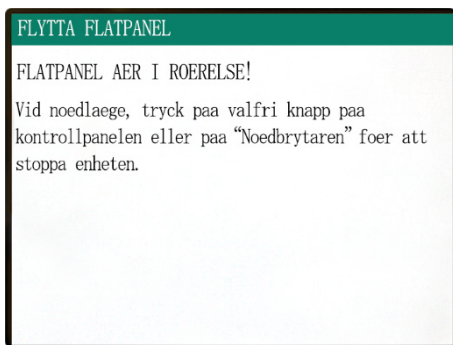 FLYTTA FLATPANEL
FLATPANEL AER I ROERELSE!
Vid noedlaege, tryck paa valfri knapp paa
kontrollpanelen eller paa “Noedbrytaren” foer att
stoppa enheten.